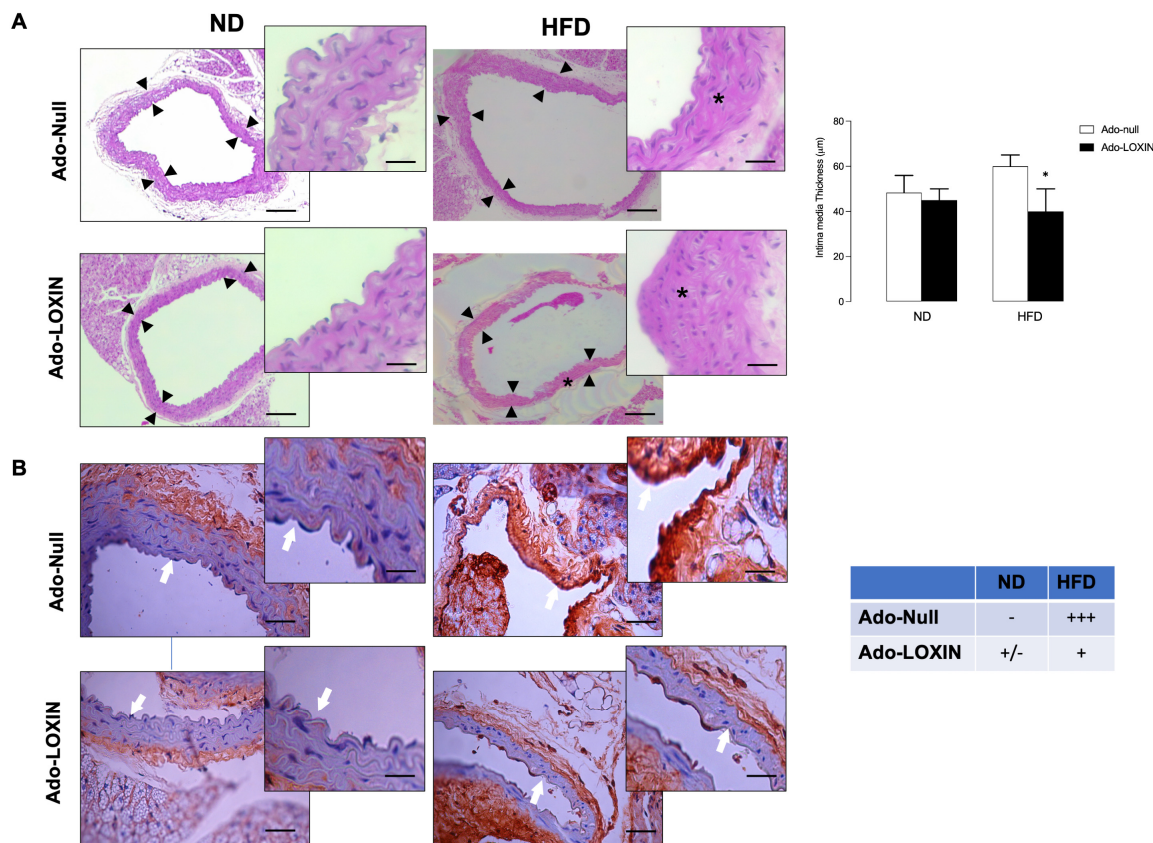 A
ND
HFD
Ado-Null
*
Ado-LOXIN
*
*
80
60
40
20
0
Intima media Thickness (μm)
Ado-null
Ado-LOXIN
*
ND
HFD
B
Ado-Null
Ado-LOXIN
ND HFD
Ado-Null - +++
Ado-LOXIN +/- +